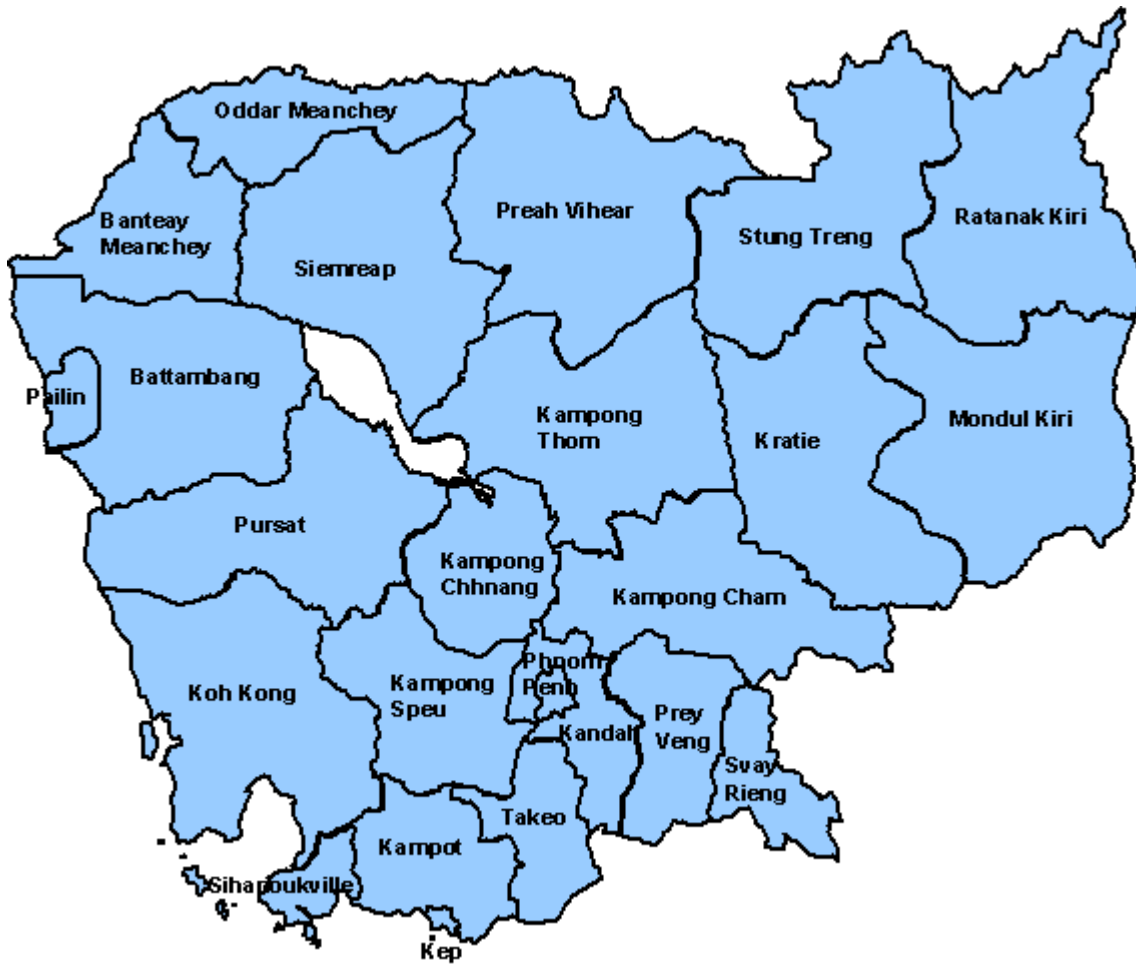 Oddar Meanchey
Banteay
Meanchey
Siemreap
Preah Vihear
Stung Treng
Ratanak Kiri
Pailin
Battambang
Kampong
Thom
Kratie
Mondul Kiri
Pursat
Kampong
Chhnang
Kampong Cham
Koh Kong
Kampong
Speu
Phnom
Penh
Kandal
Prey
Veng
Svay
Rieng
Takeo
Kampot
Sihanoukville
Kep